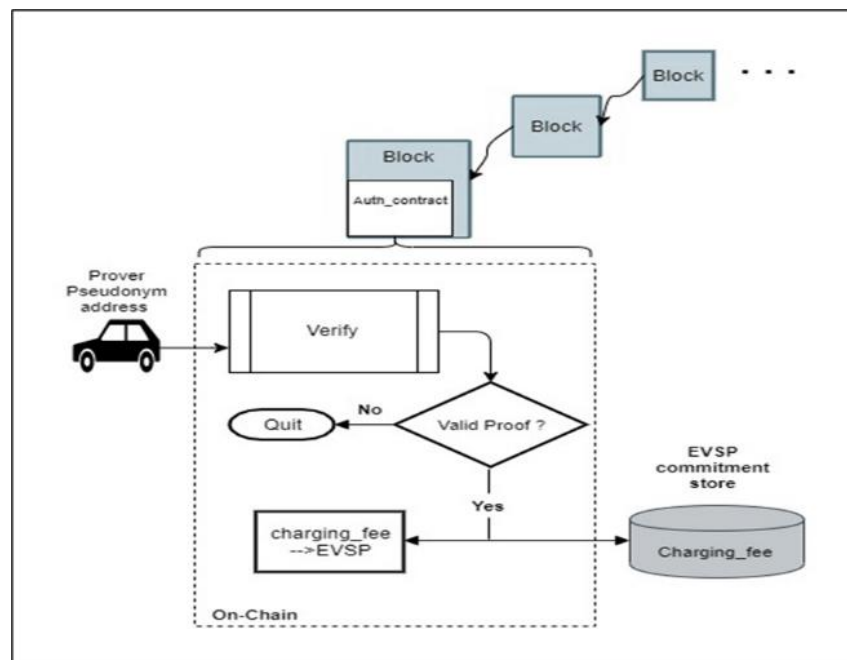 Block
Block
Block
Auth_contract
Prover
Pseudonym
address
Verify
Valid Proof ?
No
Quit
Yes
charging_fee
-->EVSP
EVSP
commitment
store
Charging_fee
On-Chain